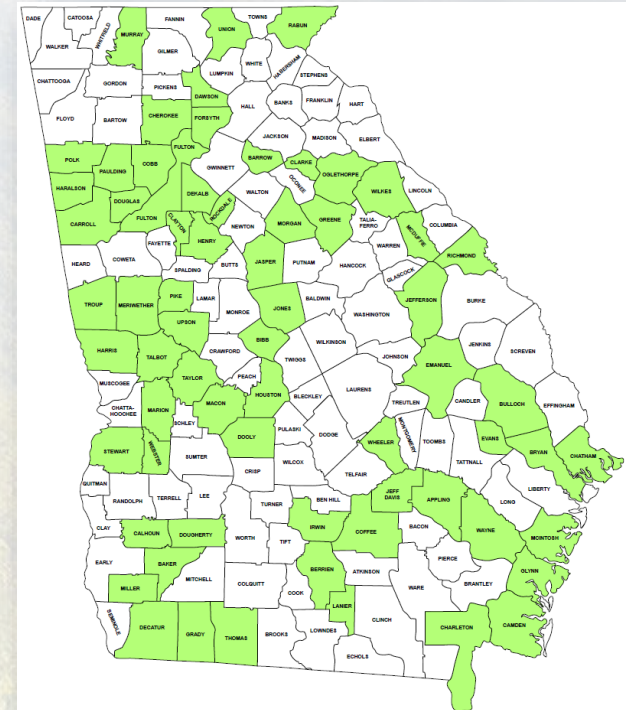 DADE
CATOOSA
FANNIN
TOWNS
RABUN
WHITFIELD
MURRAY
UNION
WALKER
GILMER
HABERSHAM
WHITE
LUMPKIN
STEPHENS
CHATTOOGA
GORDON
PICKENS
DAWSON
BANKS
FRANKLIN
HART
HALL
FLOYD
BARTOW
CHEROKEE
FORSYTH
JACKSON
MADISON
ELBERT
FULTON
POLK
PAULDING
COBB
GWINNETT
BARROW
CLARKE
OGLETHORPE
OCONEE
HARALSON
DOUGLAS
DEKALB
WALTON
WILKES
LINCOLN
ROCKDALE
CARROLL
FULTON
CLAYTON
HENRY
NEWTON
MORGAN
GREENE
TALIA-
FERRO
MCDUFFIE
COLUMBIA
WARREN
FAYETTE
RICHMOND
HEARD
COWETA
SPALDING
BUTTS
JASPER
PUTNAM
HANCOCK
GLASCOCK
TROUP
MERIWETHER
PIKE
LAMAR
MONROE
JONES
BALDWIN
WASHINGTON
JEFFERSON
BURKE
UPSON
BIBB
WILKINSON
JENKINS
SCREVEN
HARRIS
TALBOT
CRAWFORD
TWIGGS
JOHNSON
EMANUEL
TAYLOR
PEACH
MUSCOGEE
LAURENS
MACON
HOUSTON
BLECKLEY
TREUTLEN
CANDLER
BULLOCH
EFFINGHAM
CHATTA-
HOOCHEE
MARION
SCHLEY
DOOLY
PULASKI
DODGE
WHEELER
MONTGOMERY
TOOMBS
EVANS
BRYAN
CHATHAM
STEWART
WEBSTER
SUMTER
CRISP
WILCOX
TELFAIR
TATTNALL
QUITMAN
RANDOLPH
TERRELL
LEE
TURNER
BEN HILL
JEFF
DAVIS
APPLING
LONG
LIBERTY
CLAY
CALHOUN
DOUGHERTY
WORTH
TIFT
IRWIN
COFFEE
BACON
WAYNE
MCINTOSH
EARLY
BAKER
MITCHELL
COLQUITT
COOK
BERRIEN
ATKINSON
PIERCE
WARE
BRANTLEY
GLYNN
MILLER
LANIER
CLINCH
SEMINOLE
DECATUR
GRADY
THOMAS
BROOKS
LOWNDES
ECHOLS
CHARLETON
CAMDEN